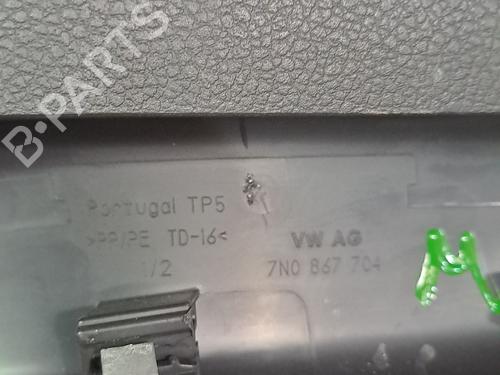 B-PARTS
Portugal TP5
>PP/PE TD-16<
1/2
VW AG
7N0 867 704
M